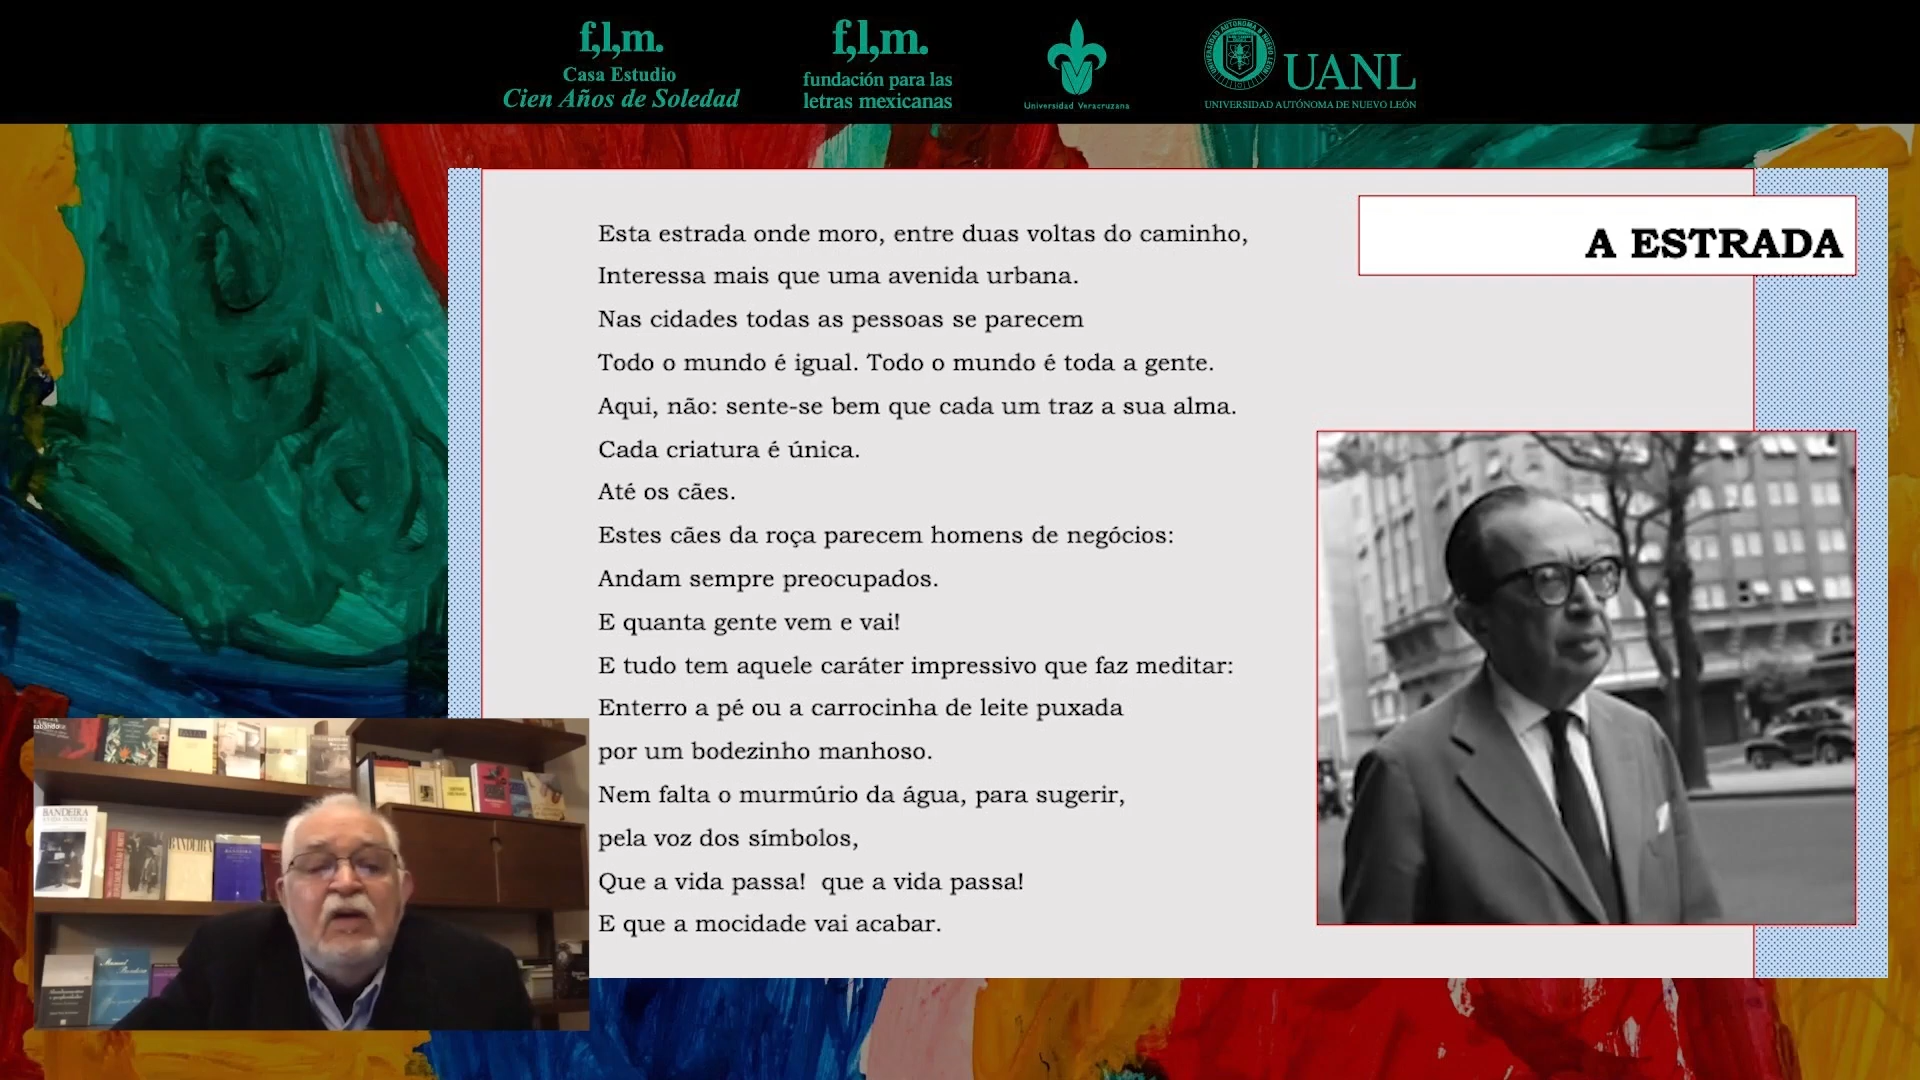 f,l,m.
Casa Estudio
Cien Años de Soledad
f,l,m.
fundación para las
letras mexicanas
Universidad Veracruzana
UANL
UNIVERSIDAD AUTÓNOMA DE NUEVO LEÓN
A ESTRADA
Esta estrada onde moro, entre duas voltas do caminho,
Interessa mais que uma avenida urbana.
Nas cidades todas as pessoas se parecem
Todo o mundo é igual. Todo o mundo é toda a gente.
Aqui, não: sente-se bem que cada um traz a sua alma.
Cada criatura é única.
Até os cães.
Estes cães da roça parecem homens de negócios:
Andam sempre preocupados.
E quanta gente vem e vai!
E tudo tem aquele caráter impressivo que faz meditar:
Enterro a pé ou a carrocinha de leite puxada
por um bodezinho manhoso.
Nem falta o murmúrio da água, para sugerir,
pela voz dos símbolos,
Que a vida passa!  que a vida passa!
E que a mocidade vai acabar.
BANDEIRA
BANDEIRA
Manuel
Bandeira